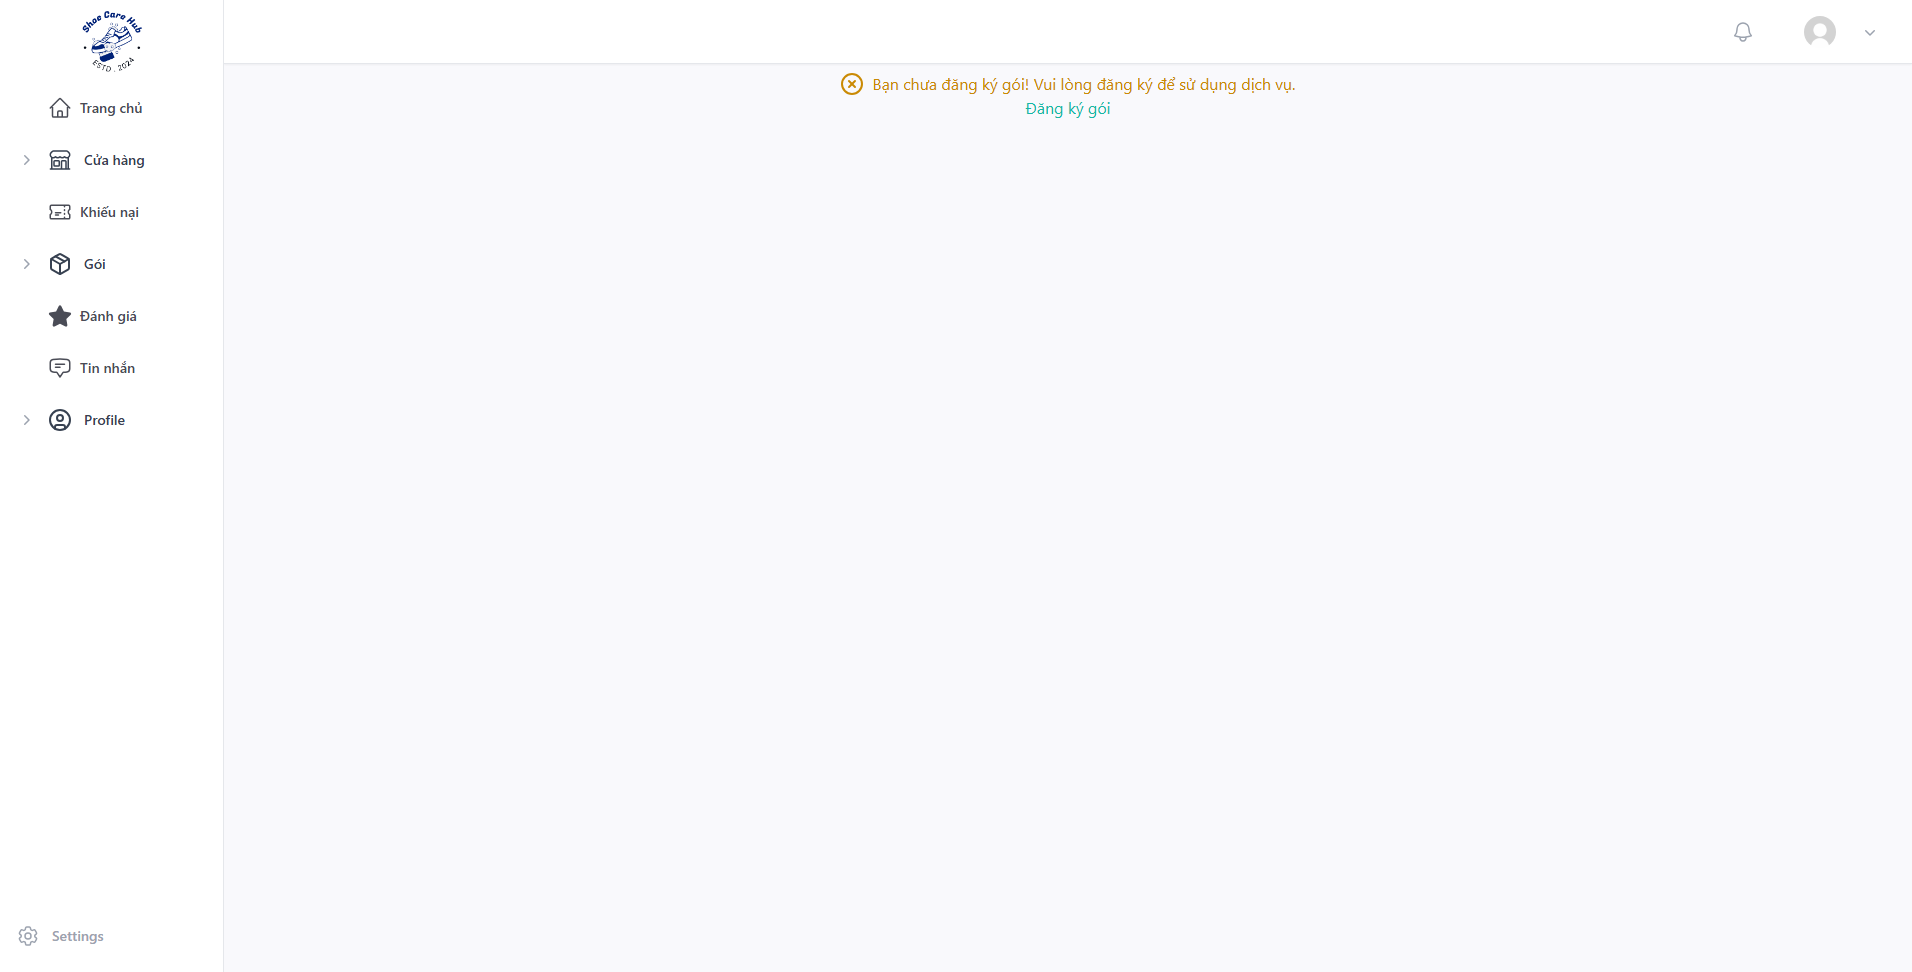 Shoe Care Hub
ESTD . 2024
Trang chủ
Cửa hàng
Khiếu nại
Gói
Đánh giá
Tin nhắn
Profile
Settings
Bạn chưa đăng ký gói! Vui lòng đăng ký để sử dụng dịch vụ.
Đăng ký gói